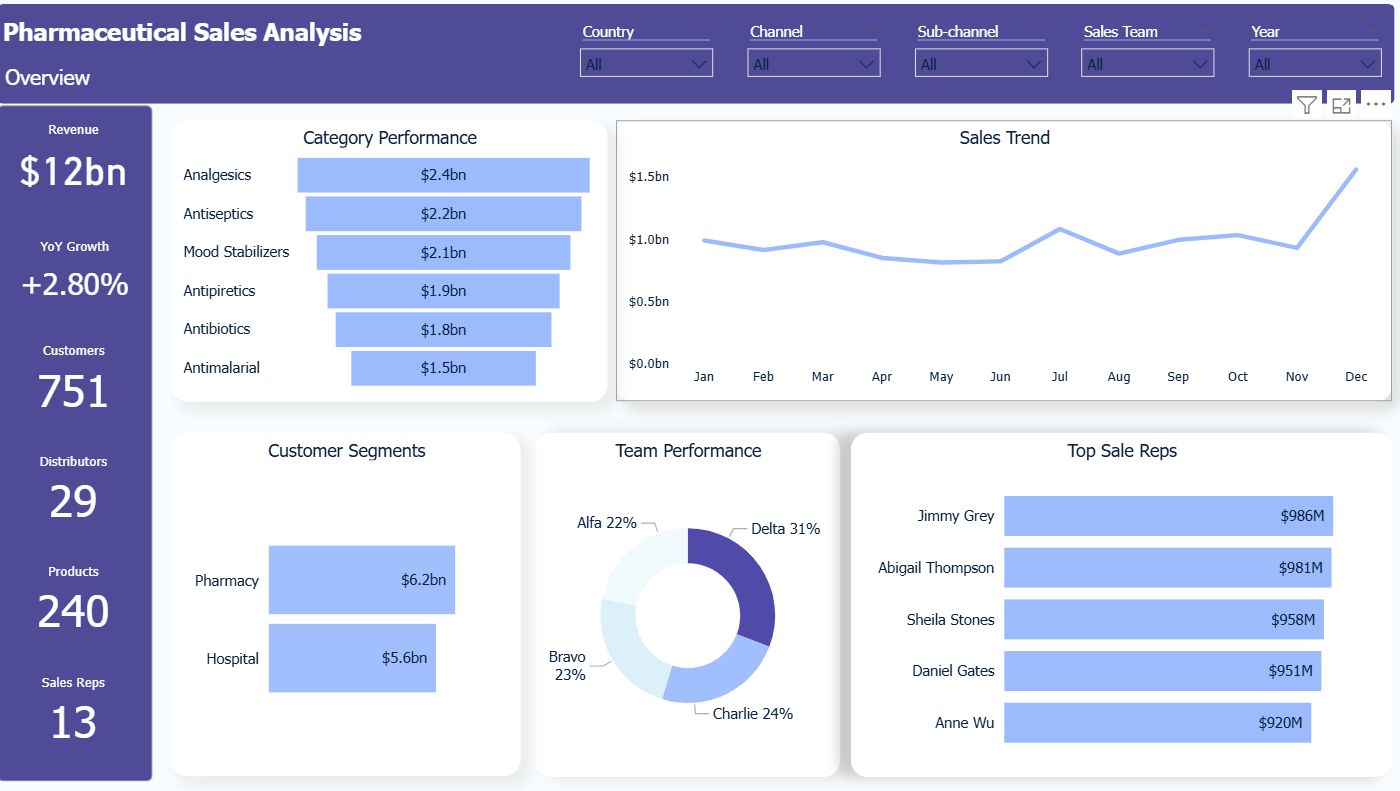 Pharmaceutical Sales Analysis
Overview
Country
Channel
Sub-channel
Sales Team
Year
All
All
All
All
All
Revenue
$12bn
YoY Growth
+2.80%
Customers
751
Distributors
29
Products
240
Sales Reps
13
Category Performance
Analgesics $2.4bn
Antiseptics $2.2bn
Mood Stabilizers $2.1bn
Antipiretics $1.9bn
Antibiotics $1.8bn
Antimalarial $1.5bn
Sales Trend
$1.5bn
$1.0bn
$0.5bn
$0.0bn
Jan Feb Mar Apr May Jun Jul Aug Sep Oct Nov Dec
Customer Segments
Pharmacy $6.2bn
Hospital $5.6bn
Team Performance
Alfa 22%
Delta 31%
Bravo
23%
Charlie 24%
Top Sale Reps
Jimmy Grey $986M
Abigail Thompson $981M
Sheila Stones $958M
Daniel Gates $951M
Anne Wu $920M